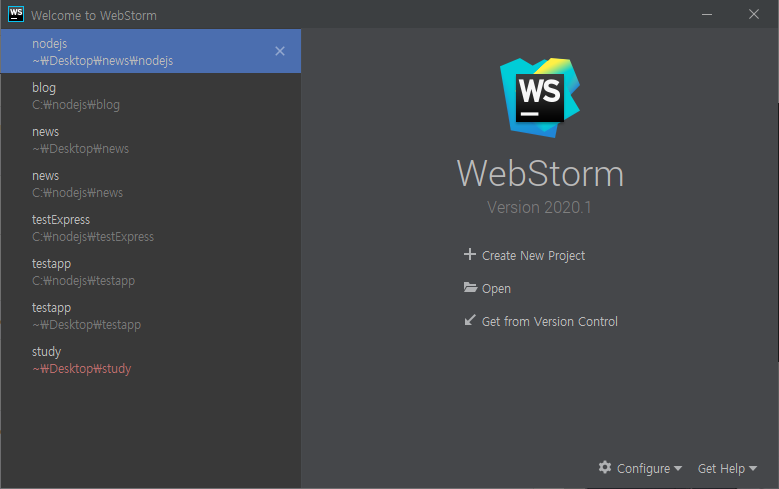 Welcome to WebStorm
nodejs
~₩Desktop₩news₩nodejs
blog
C:₩nodejs₩blog
news
~₩Desktop₩news
news
C:₩nodejs₩news
testExpress
C:₩nodejs₩testExpress
testapp
C:₩nodejs₩testapp
testapp
~₩Desktop₩testapp
study
~₩Desktop₩study
WS
WebStorm
Version 2020.1
Create New Project
Open
Get from Version Control
Configure
Get Help